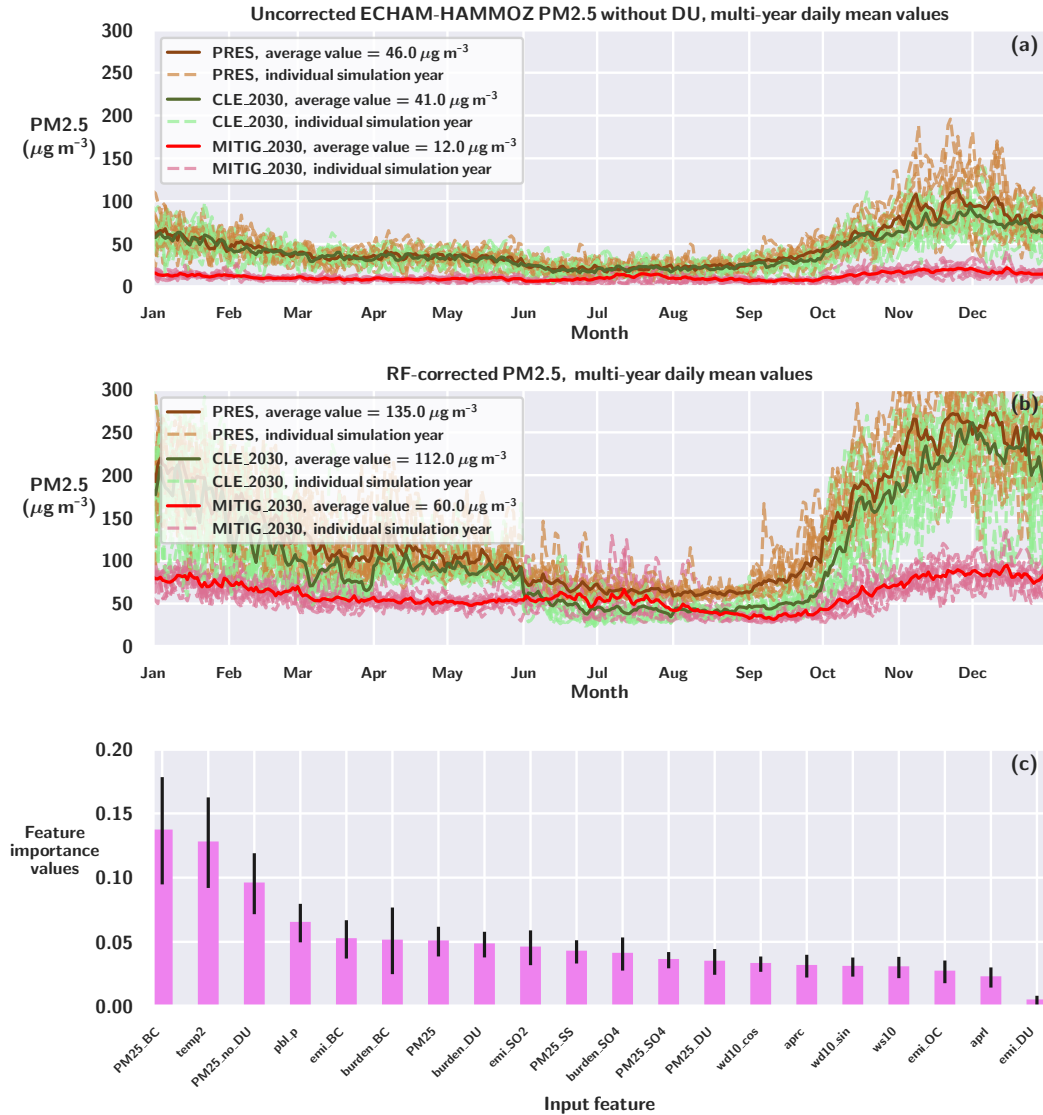 Uncorrected ECHAM-HAMMOZ PM2.5 without DU, multi-year daily mean values
300
250
200
150
100
50
0
PM2.5
(μg m⁻³)
(a)
PRES, average value = 46.0 μg m⁻³
PRES, individual simulation year
CLE_2030, average value = 41.0 μg m⁻³
CLE_2030, individual simulation year
MITIG_2030, average value = 12.0 μg m⁻³
MITIG_2030, individual simulation year
Jan Feb Mar Apr May Jun Jul Aug Sep Oct Nov Dec
Month
RF-corrected PM2.5, multi-year daily mean values
300
250
200
150
100
50
0
PM2.5
(μg m⁻³)
(b)
PRES, average value = 135.0 μg m⁻³
PRES, individual simulation year
CLE_2030, average value = 112.0 μg m⁻³
CLE_2030, individual simulation year
MITIG_2030, average value = 60.0 μg m⁻³
MITIG_2030, individual simulation year
Jan Feb Mar Apr May Jun Jul Aug Sep Oct Nov Dec
Month
0.20
0.15
0.10
0.05
0.00
Feature
importance
values
(c)
PM25_BC temp2 PM25_no_DU pbl_p emi_BC burden_BC PM25 burden_DU emi_SO2 PM25_SS burden_SO4 PM25_SO4 PM25_DU wd10_cos aprc wd10_sin ws10 emi_OC aprl emi_DU
Input feature